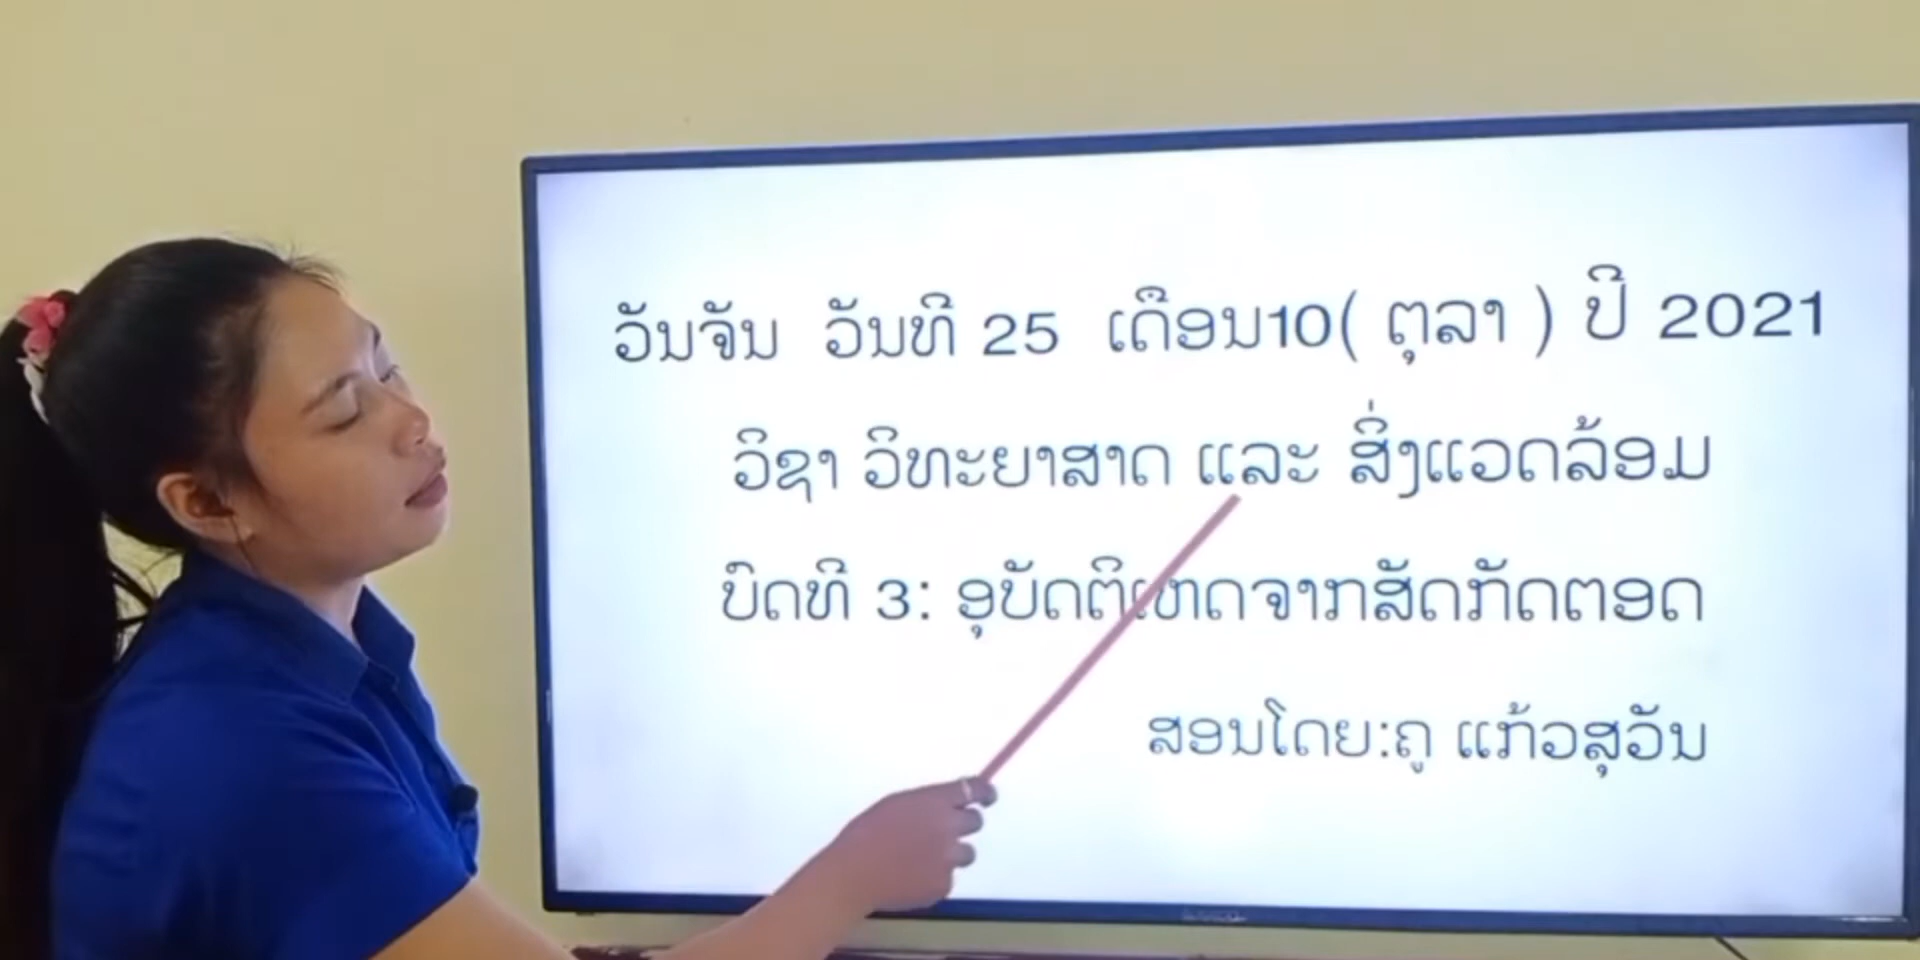 ວັນຈັນ ວັນທີ 25 ເດືອນ10( ຕຸລາ ) ປີ 2021
ວິຊາ ວິທະຍາສາດ ແລະ ສິ່ງແວດລ້ອມ
ບົດທີ 3: ອຸບັດຕິເຫດຈາກສັດກັດຕອດ
ສອນໂດຍ:ຄູ ແກ້ວສຸວັນ